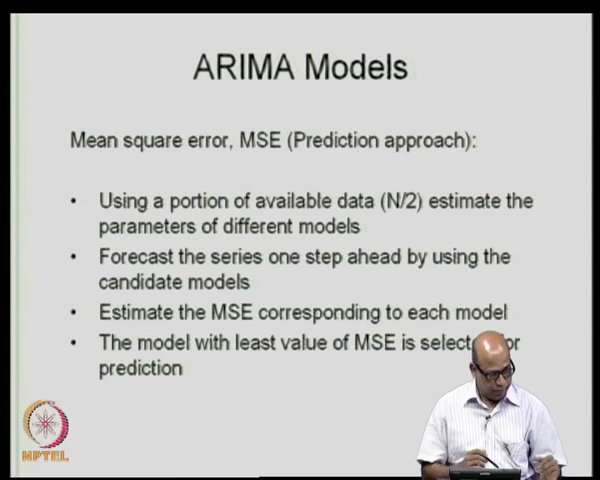 ARIMA Models
Mean square error, MSE (Prediction approach):
• Using a portion of available data (N/2) estimate the
parameters of different models
• Forecast the series one step ahead by using the
candidate models
• Estimate the MSE corresponding to each model
• The model with least value of MSE is
prediction
NPTEL